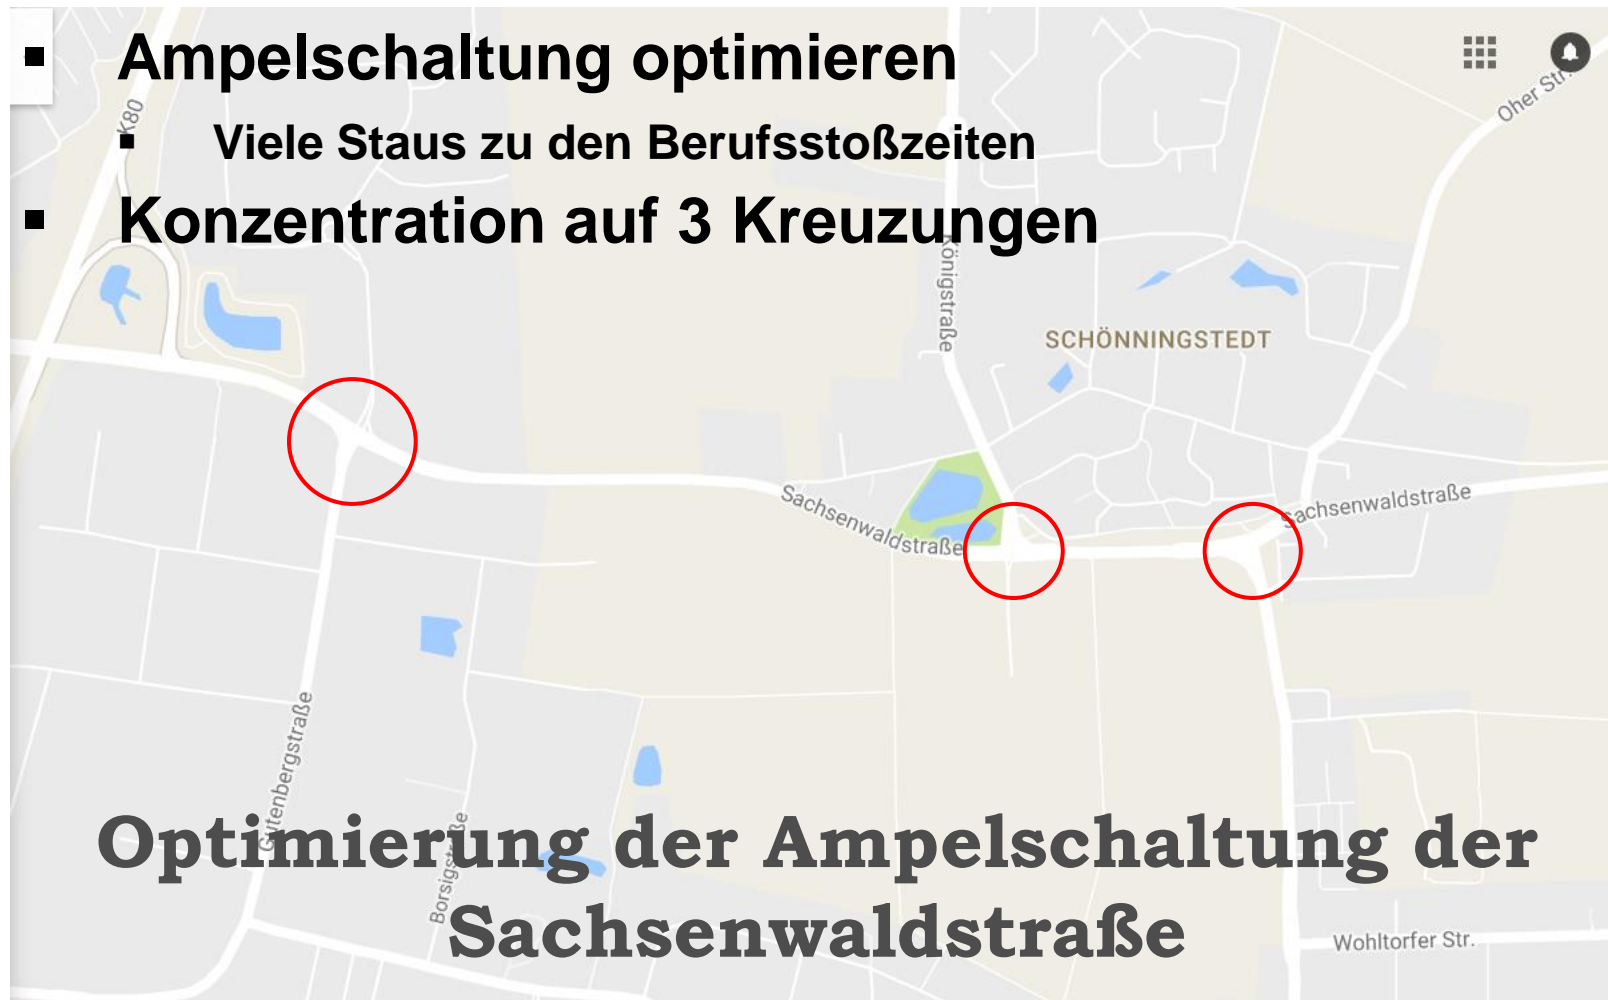 ▪ Ampelschaltung optimieren
▪ Viele Staus zu den Berufsstoßzeiten
▪ Konzentration auf 3 Kreuzungen
K80
Oher Str.
Königstraße
SCHÖNNINGSTEDT
Sachsenwaldstraße
Sachsenwaldstraße
Gutenbergstraße
Borsigstraße
Optimierung der Ampelschaltung der
Sachsenwaldstraße
Wohltorfer Str.